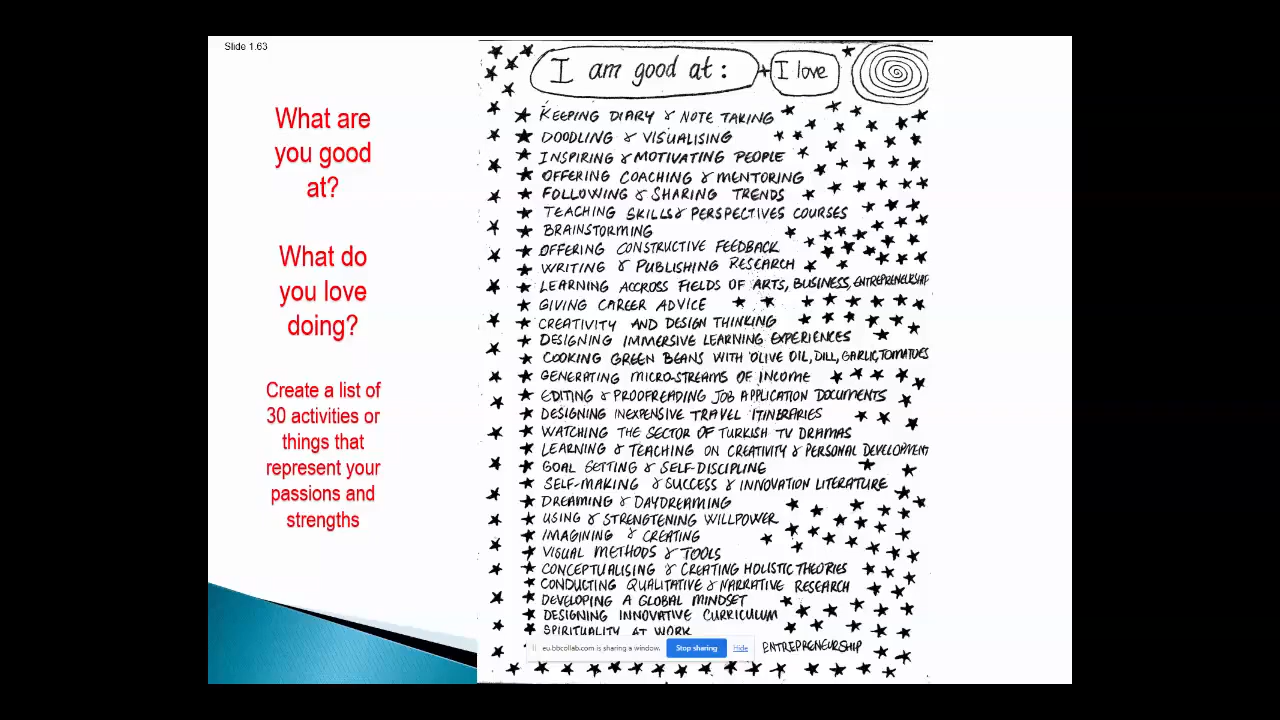 Slide 1.63
What are
you good
at?
What do
you love
doing?
Create a list of
30 activities or
things that
represent your
passions and
strengths
I am good at: + I love
KEEPING DIARY & NOTE TAKING
DOODLING & VISUALISING
INSPIRING & MOTIVATING PEOPLE
OFFERING COACHING & MENTORING
FOLLOWING & SHARING TRENDS
TEACHING SKILLS & PERSPECTIVES COURSES
BRAINSTORMING
OFFERING CONSTRUCTIVE FEEDBACK
WRITING & PUBLISHING RESEARCH
LEARNING ACCROSS FIELDS OF ARTS, BUSINESS, ENTREPRENEURSHIP
GIVING CAREER ADVICE
CREATIVITY AND DESIGN THINKING
DESIGNING IMMERSIVE LEARNING EXPERIENCES
COOKING GREEN BEANS WITH OLIVE OIL, DILL, GARLIC, TOMATOES
GENERATING MICRO-STREAMS OF INCOME
EDITING & PROOFREADING JOB APPLICATION DOCUMENTS
DESIGNING INEXPENSIVE TRAVEL ITINERARIES
WATCHING THE SECTOR OF TURKISH TV DRAMAS
LEARNING & TEACHING ON CREATIVITY & PERSONAL DEVELOPMENT
GOAL SETTING & SELF-DISCIPLING
SELF-MAKING & SUCCESS & INNOVATION LITERATURE
DREAMING & DAYDREAMING
USING & STRENGTENING WILLPOWER
IMAGINING & CREATING
VISUAL METHODS & TOOLS
CONCEPTUALISING & CREATING HOLISTIC THEORIES
CONDUCTING QUALITATIVE & NARRATIVE RESEARCH
DEVELOPING A GLOBAL MINDSET
DESIGNING INNOVATIVE CURRICULUM
SPIRITUALITY AT WORK
ENTREPRENEURSHIP
eu.bbcollab.com is sharing a window. Stop sharing Hide